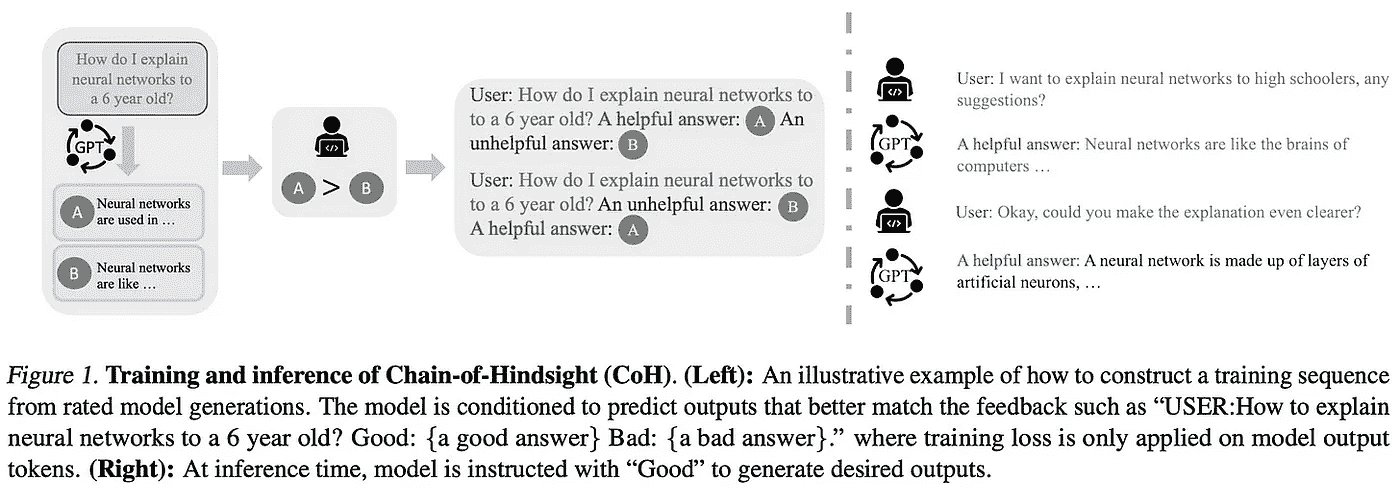 How do I explain
neural networks to
a 6 year old?
GPT
A
Neural networks
are used in …
B
Neural networks
are like …
</>
A > B
User: How do I explain neural networks to
to a 6 year old? A helpful answer: A An
unhelpful answer: B
User: How do I explain neural networks to
to a 6 year old? An unhelpful answer: B
A helpful answer: A
</>
User: I want to explain neural networks to high schoolers, any
suggestions?
GPT
A helpful answer: Neural networks are like the brains of
computers …
</>
User: Okay, could you make the explanation even clearer?
GPT
A helpful answer: A neural network is made up of layers of
artificial neurons, …
Figure 1. Training and inference of Chain-of-Hindsight (CoH). (Left): An illustrative example of how to construct a training sequence
from rated model generations. The model is conditioned to predict outputs that better match the feedback such as “USER:How to explain
neural networks to a 6 year old? Good: {a good answer} Bad: {a bad answer}.” where training loss is only applied on model output
tokens. (Right): At inference time, model is instructed with “Good” to generate desired outputs.